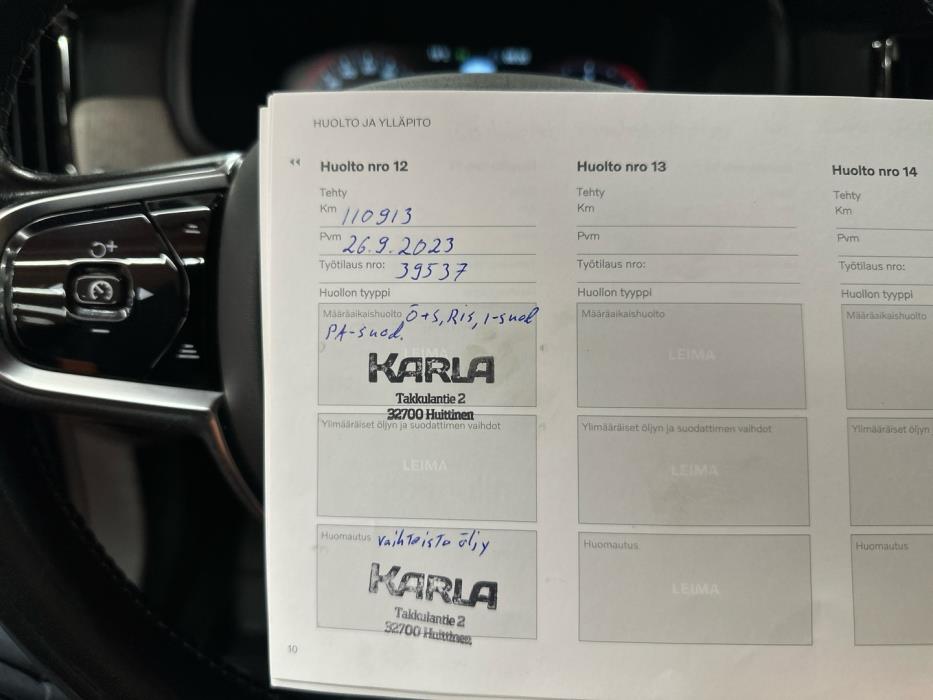 HUOLTO JA YLLÄPITO
Huolto nro 12
Tehty
Km 110913
Pvm 26.9.2023
Työtilaus nro: 39537
Huollon tyyppi
Määräaikaishuolto Ö+S, RiS, i-suod
PA-suod.
LEIMA
KARLA
Takkulantie 2
32700 Huittinen
Ylimääräiset öljyn ja suodattimen vaihdot
LEIMA
Huomautus vaihteisto öljy
KARLA
Takkulantie 2
32700 Huittinen
10
Huolto nro 13
Tehty
Km
Pvm
Työtilaus nro:
Huollon tyyppi
Määräaikaishuolto
LEIMA
Ylimääräiset öljyn ja suodattimen vaihdot
LEIMA
Huomautus
LEIMA
Huolto nro 14
Tehty
Km
Pvm
Työtilaus nro:
Huollon tyyppi
Määräaikaishuolto
Ylimääräiset öljyn
Huomautus